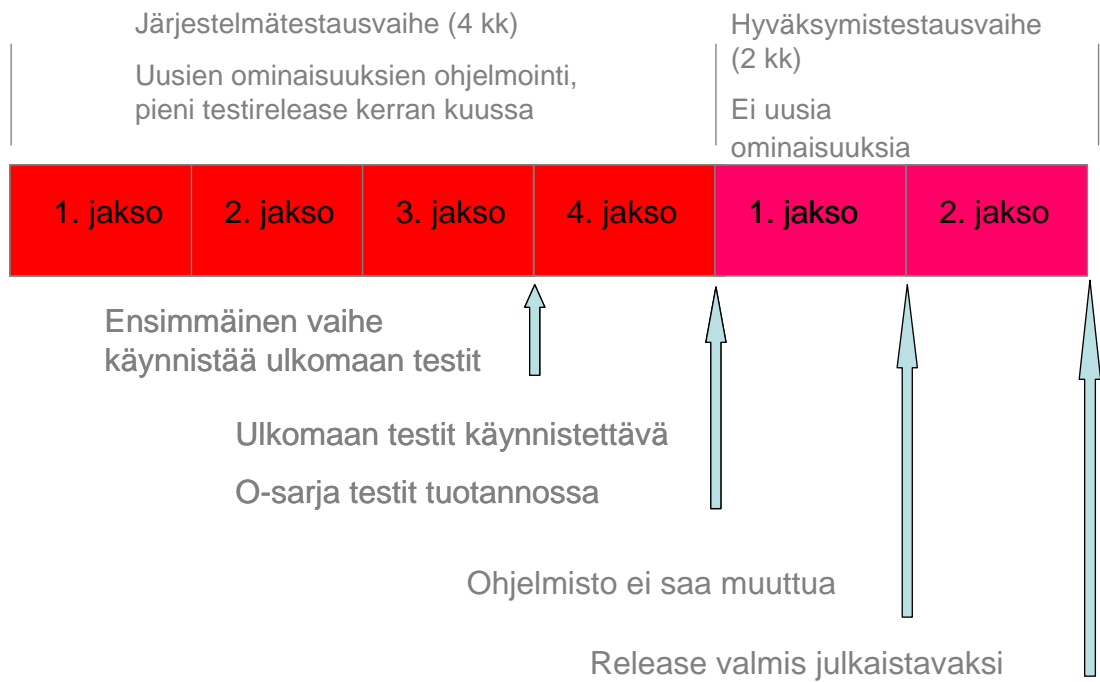 Järjestelmätestausvaihe (4 kk)
Uusien ominaisuuksien ohjelmointi,
pieni testirelease kerran kuussa
Hyväksymistestausvaihe
(2 kk)
Ei uusia
ominaisuuksia
1. jakso
2. jakso
3. jakso
4. jakso
1. jakso
2. jakso
Ensimmäinen vaihe
käynnistää ulkomaan testit
Ulkomaan testit käynnistettävä
O-sarja testit tuotannossa
Ohjelmisto ei saa muuttua
Release valmis julkaistavaksi